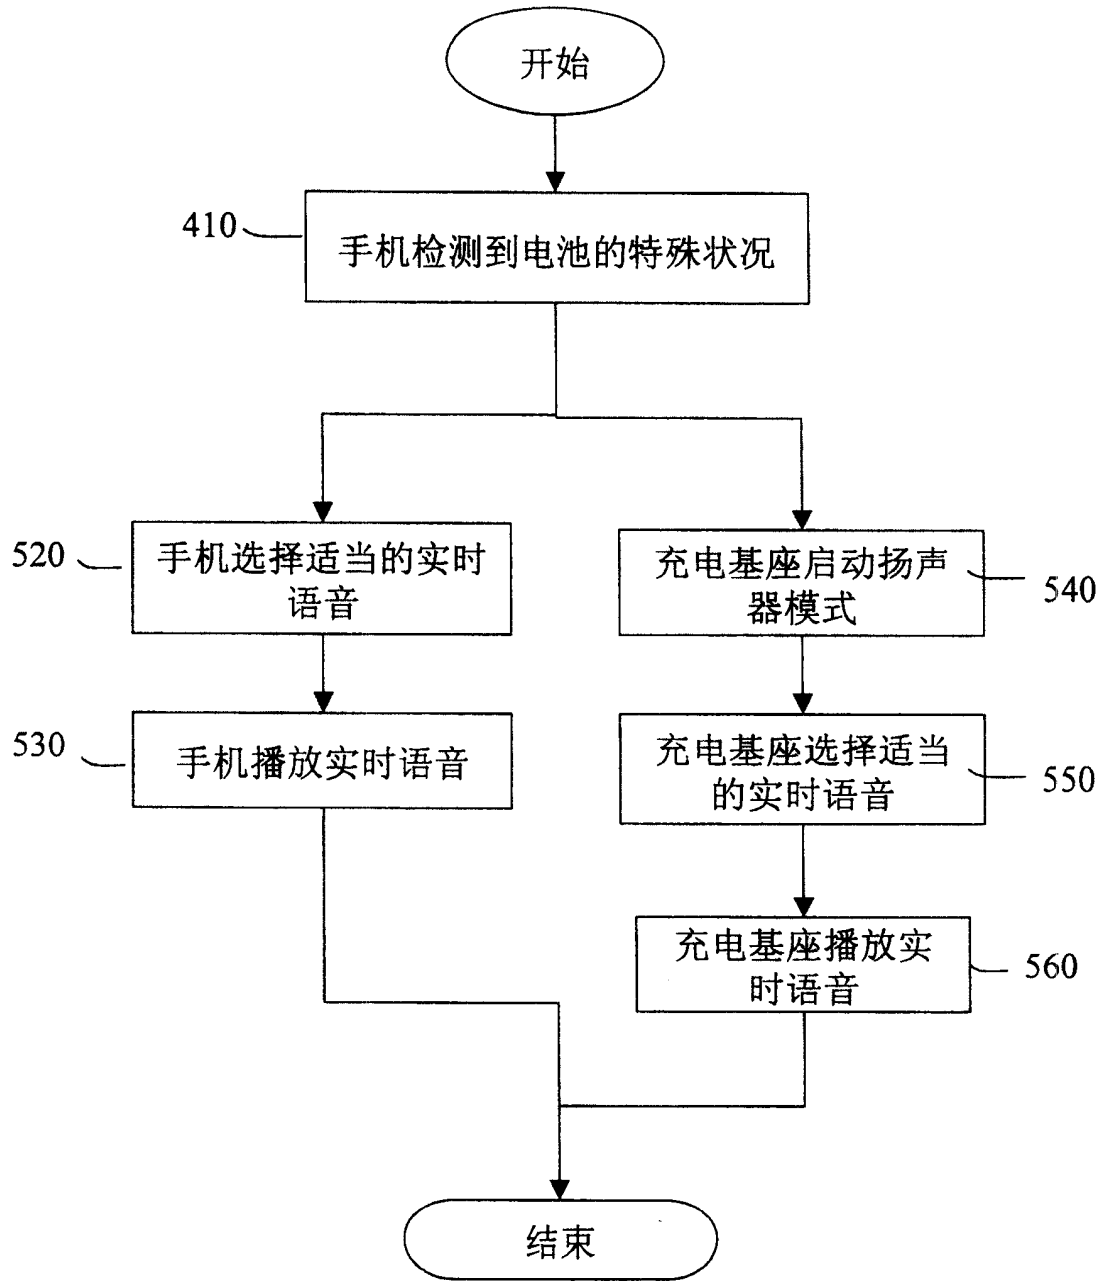 开始
410
手机检测到电池的特殊状况
520
手机选择适当的实时
语音
充电基座启动扬声
器模式
540
530
手机播放实时语音
充电基座选择适当
的实时语音
550
充电基座播放实
时语音
560
结束